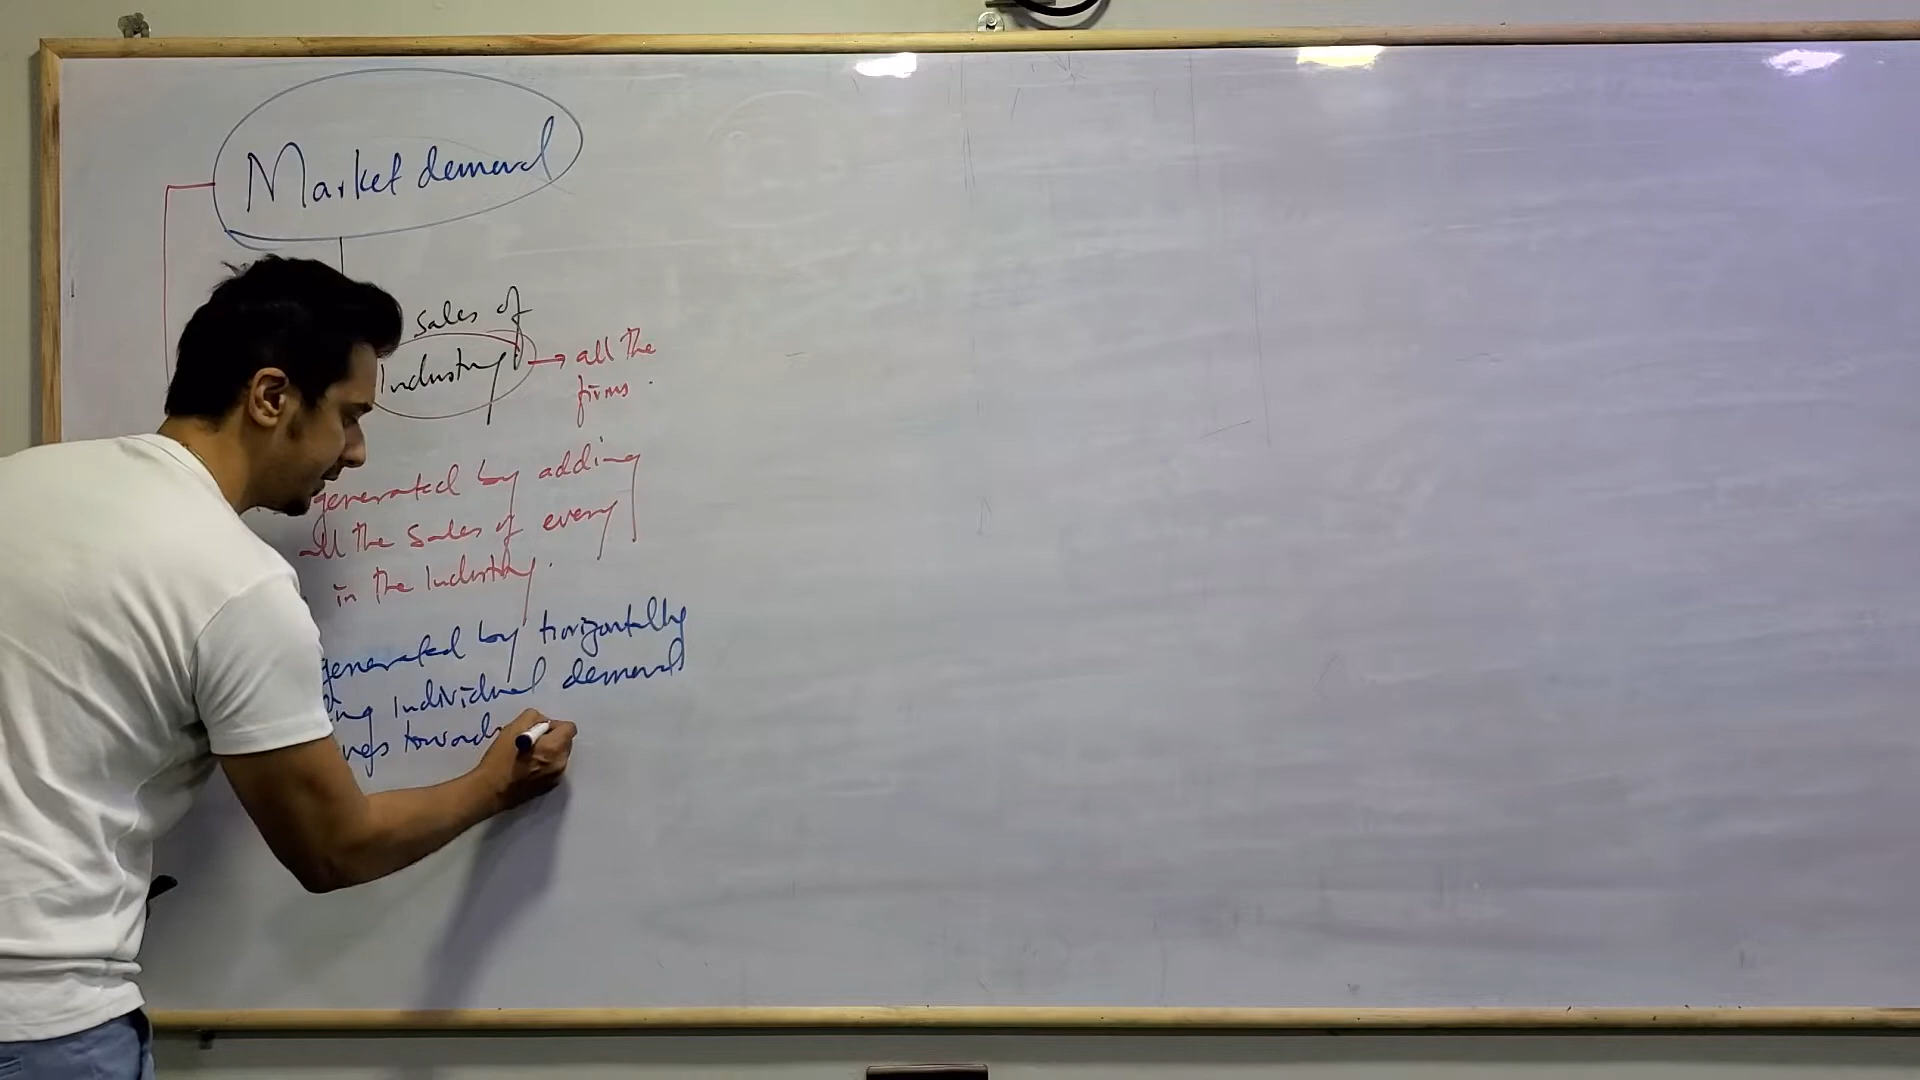 Market demand
sales of
Industry → all the
firms.
generated by adding
all the sales of every
in the Industry.
generated by horizontally
individual demand
towards